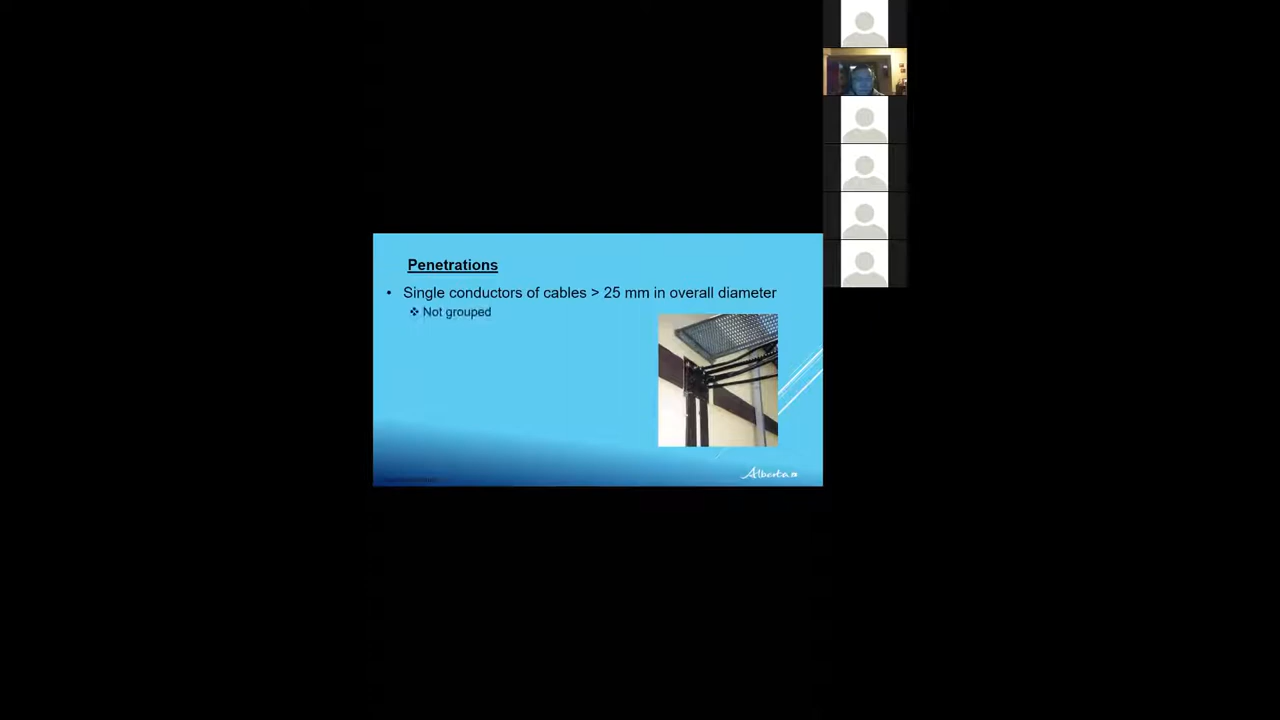 Penetrations
• Single conductors of cables > 25 mm in overall diameter
❖ Not grouped
Alberta